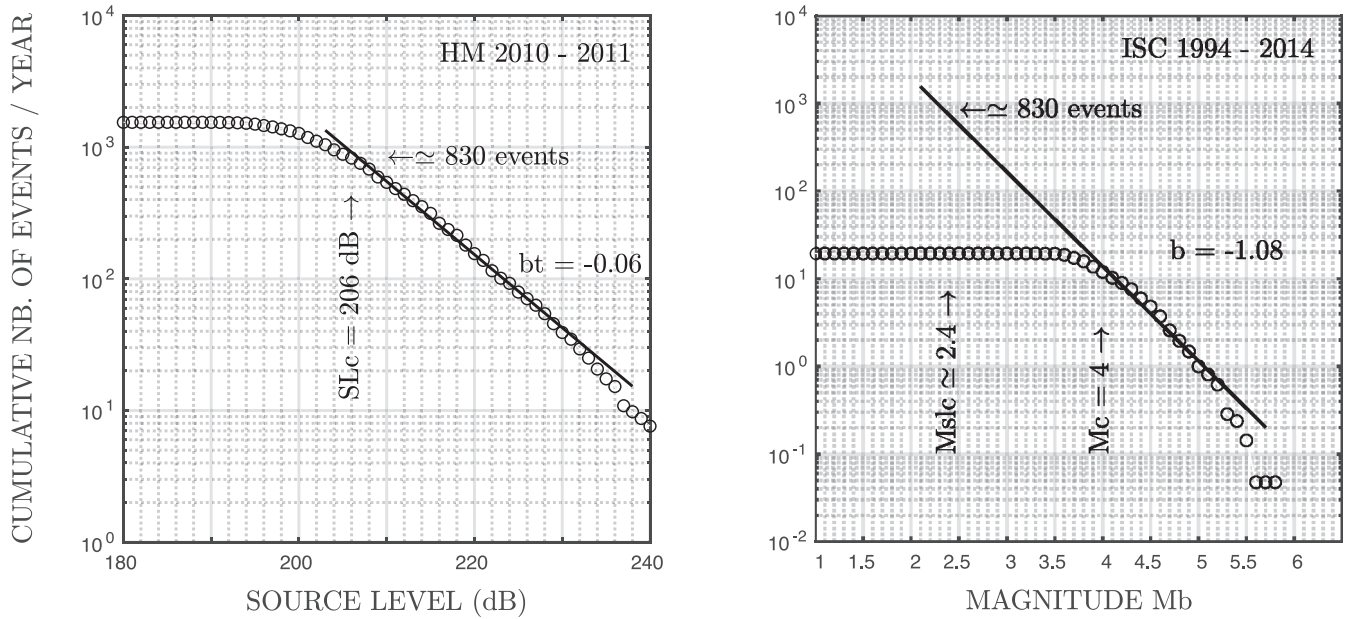 CUMULATIVE NB. OF EVENTS / YEAR
10^4
10^3
10^2
10^1
10^0
HM 2010 - 2011
←≃ 830 events
SLc = 206 dB →
bt = -0.06
180
200
220
240
SOURCE LEVEL (dB)
10^4
10^3
10^2
10^1
10^0
10^-1
10^-2
ISC 1994 - 2014
←≃ 830 events
b = -1.08
Mslc ≃ 2.4 →
Mc = 4 →
1
2
2.5
3
3.5
4
4.5
5
5.5
6
MAGNITUDE Mb